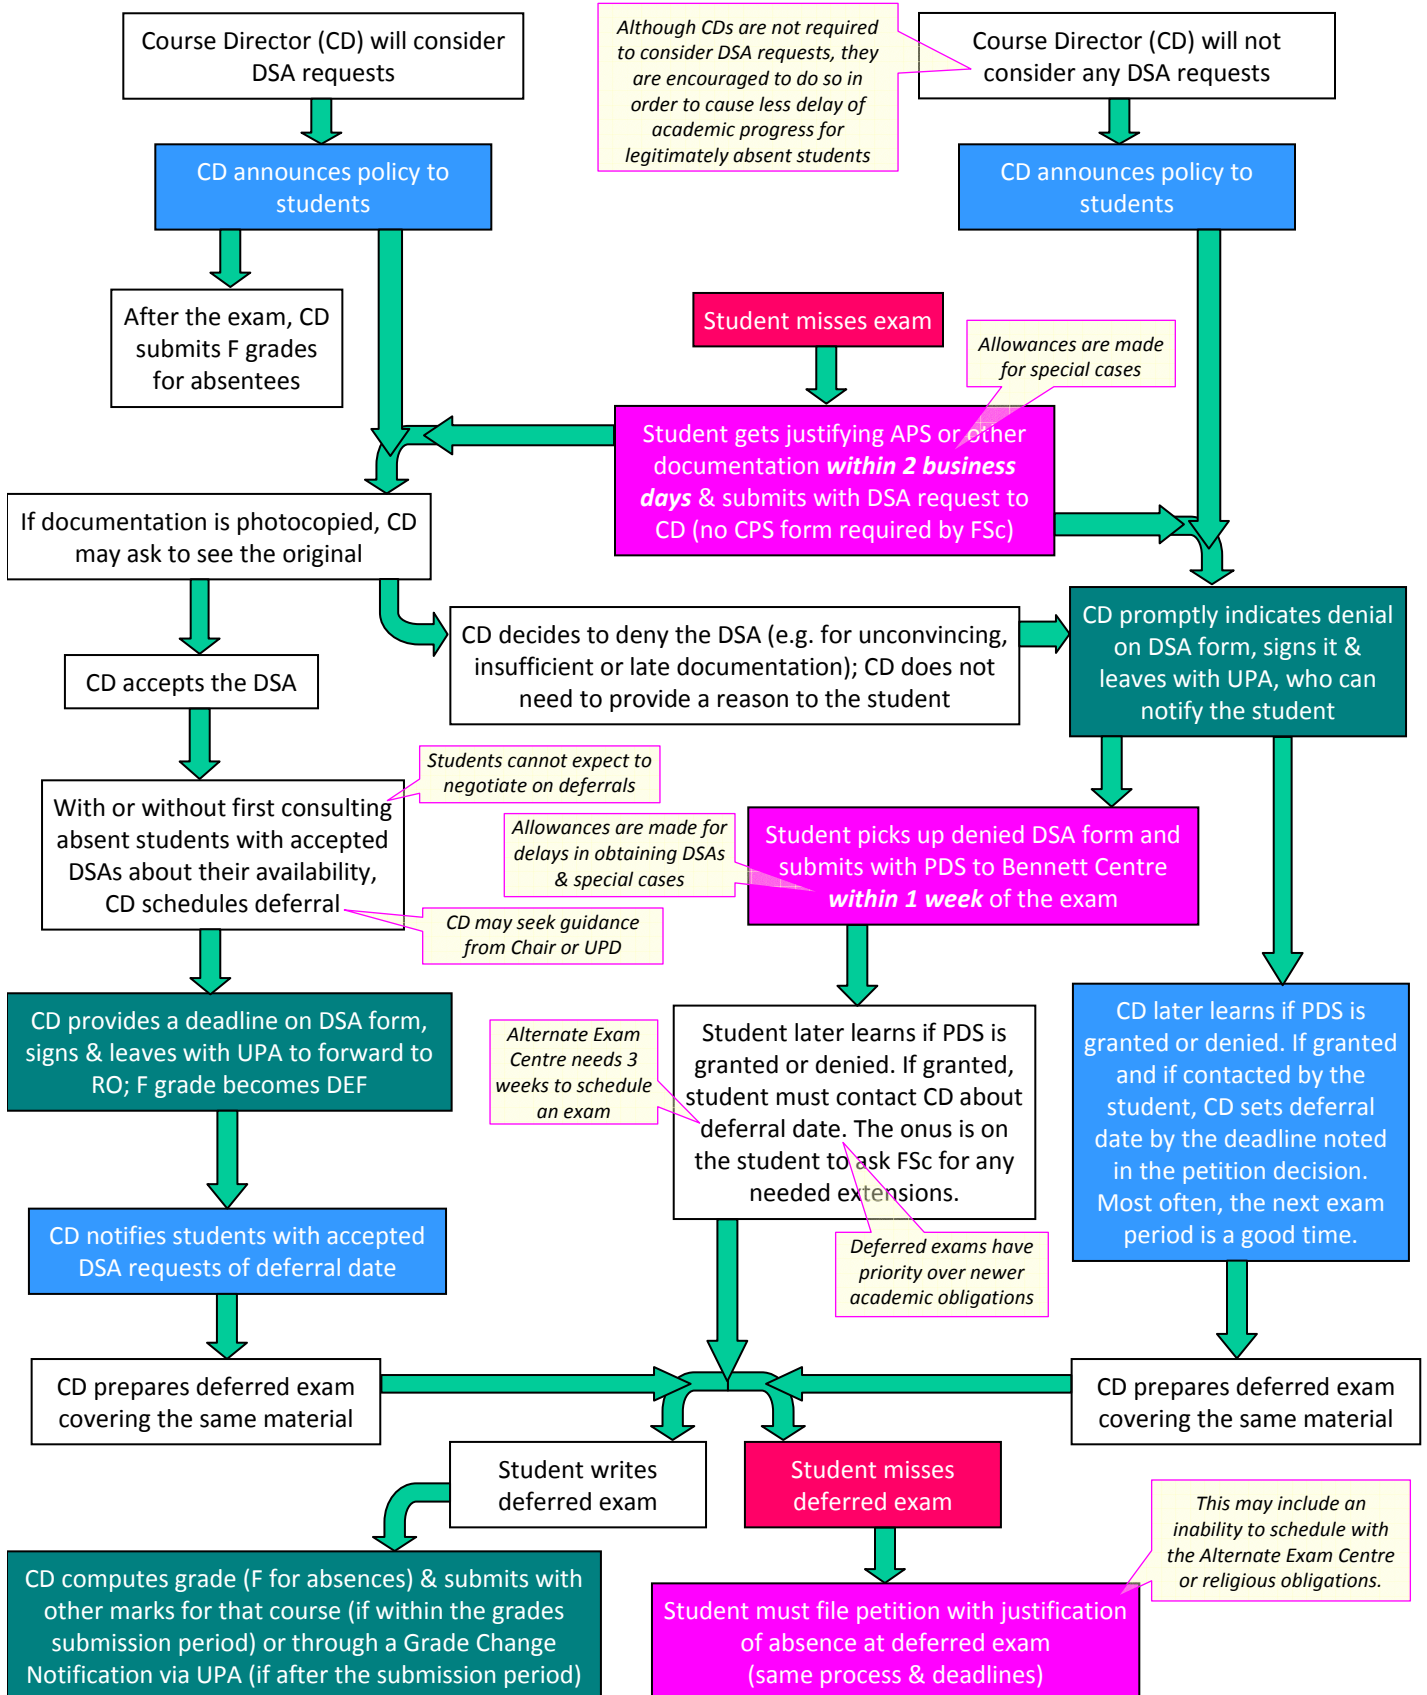 Course Director (CD) will consider
DSA requests
Although CDs are not required
to consider DSA requests, they
are encouraged to do so in
order to cause less delay of
academic progress for
legitimately absent students
Course Director (CD) will not
consider any DSA requests
CD announces policy to
students
CD announces policy to
students
After the exam, CD
submits F grades
for absentees
Student misses exam
Allowances are made
for special cases
Student gets justifying APS or other
documentation within 2 business
days & submits with DSA request to
CD (no CPS form required by FSc)
If documentation is photocopied, CD
may ask to see the original
CD decides to deny the DSA (e.g. for unconvincing,
insufficient or late documentation); CD does not
need to provide a reason to the student
CD promptly indicates denial
on DSA form, signs it &
leaves with UPA, who can
notify the student
CD accepts the DSA
Students cannot expect to
negotiate on deferrals
With or without first consulting
absent students with accepted
DSAs about their availability,
CD schedules deferral
Allowances are made for
delays in obtaining DSAs
& special cases
Student picks up denied DSA form and
submits with PDS to Bennett Centre
within 1 week of the exam
CD may seek guidance
from Chair or UPD
CD provides a deadline on DSA form,
signs & leaves with UPA to forward to
RO; F grade becomes DEF
Alternate Exam
Centre needs 3
weeks to schedule
an exam
Student later learns if PDS is
granted or denied. If granted,
student must contact CD about
deferral date. The onus is on
the student to ask FSc for any
needed extensions.
CD later learns if PDS is
granted or denied. If granted
and if contacted by the
student, CD sets deferral
date by the deadline noted
in the petition decision.
Most often, the next exam
period is a good time.
CD notifies students with accepted
DSA requests of deferral date
Deferred exams have
priority over newer
academic obligations
CD prepares deferred exam
covering the same material
CD prepares deferred exam
covering the same material
Student writes
deferred exam
Student misses
deferred exam
This may include an
inability to schedule with
the Alternate Exam Centre
or religious obligations.
CD computes grade (F for absences) & submits with
other marks for that course (if within the grades
submission period) or through a Grade Change
Notification via UPA (if after the submission period)
Student must file petition with justification
of absence at deferred exam
(same process & deadlines)